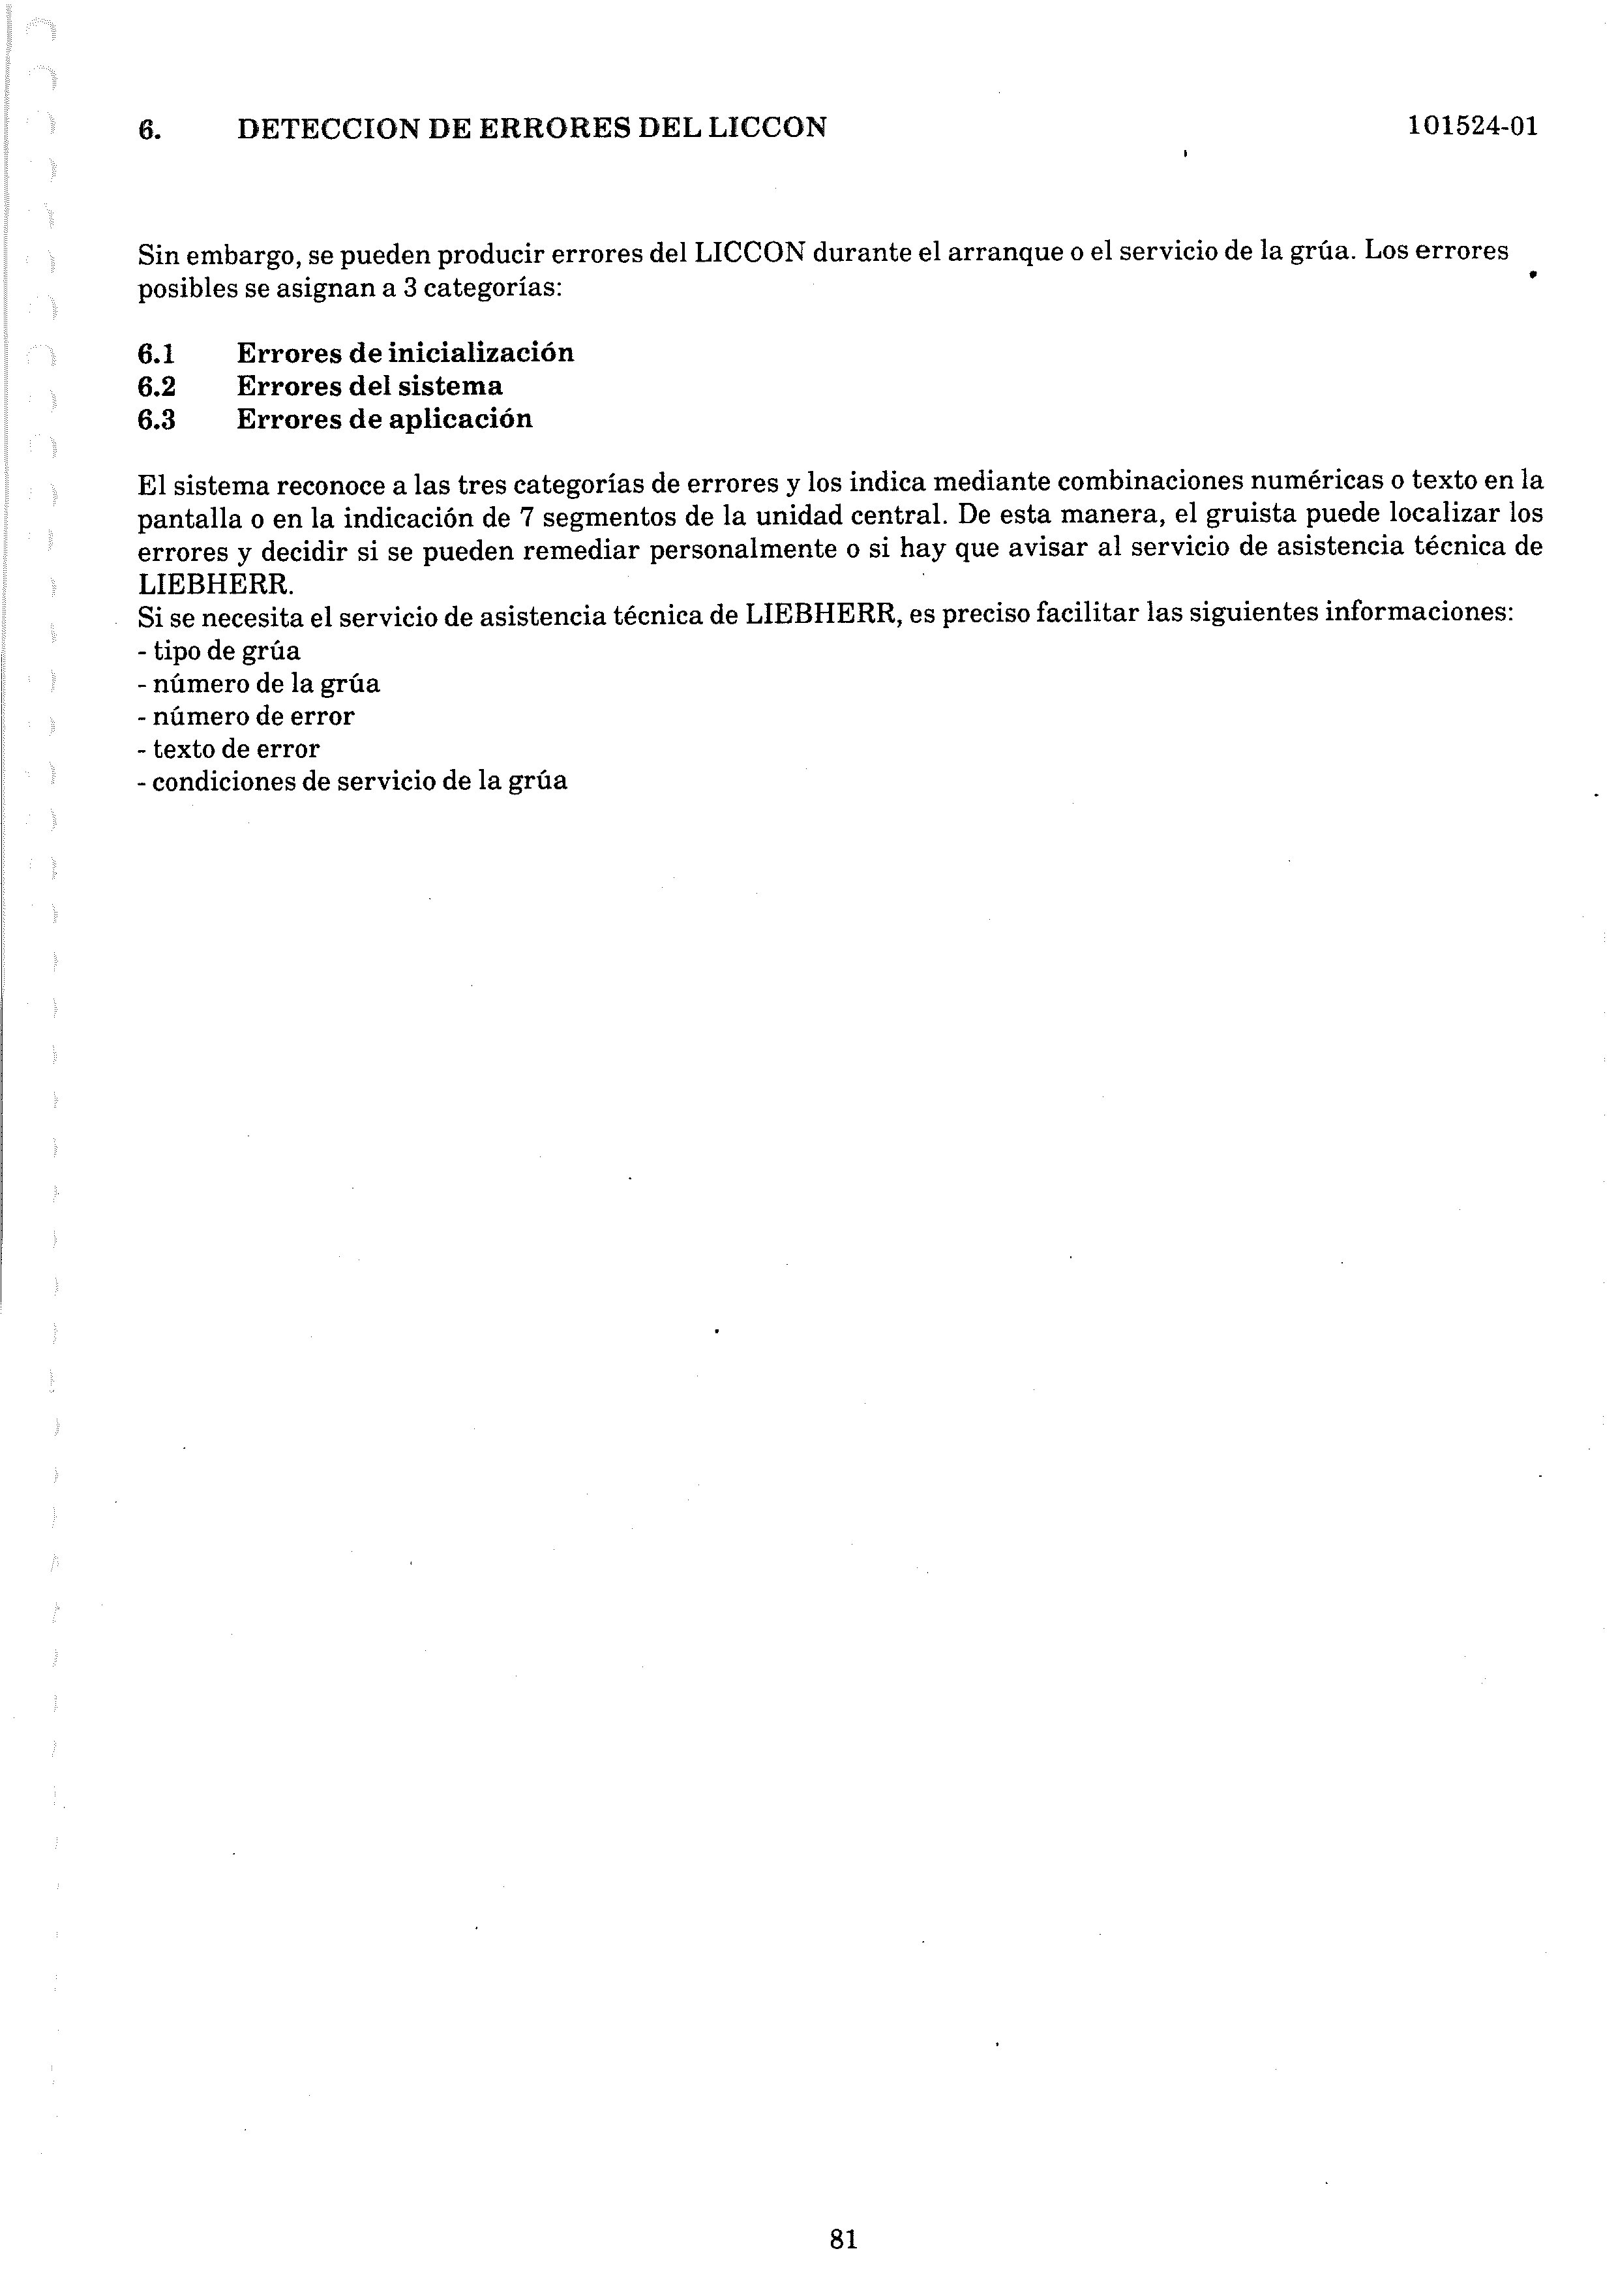 6. DETECCION DE ERRORES DEL LICCON 101524-01
Sin embargo, se pueden producir errores del LICCON durante el arranque o el servicio de la grúa. Los errores
posibles se asignan a 3 categorías:
6.1 Errores de inicialización
6.2 Errores del sistema
6.3 Errores de aplicación
El sistema reconoce a las tres categorías de errores y los indica mediante combinaciones numéricas o texto en la
pantalla o en la indicación de 7 segmentos de la unidad central. De esta manera, el gruista puede localizar los
errores y decidir si se pueden remediar personalmente o si hay que avisar al servicio de asistencia técnica de
LIEBHERR.
Si se necesita el servicio de asistencia técnica de LIEBHERR, es preciso facilitar las siguientes informaciones:
- tipo de grúa
- número de la grúa
- número de error
- texto de error
- condiciones de servicio de la grúa
81